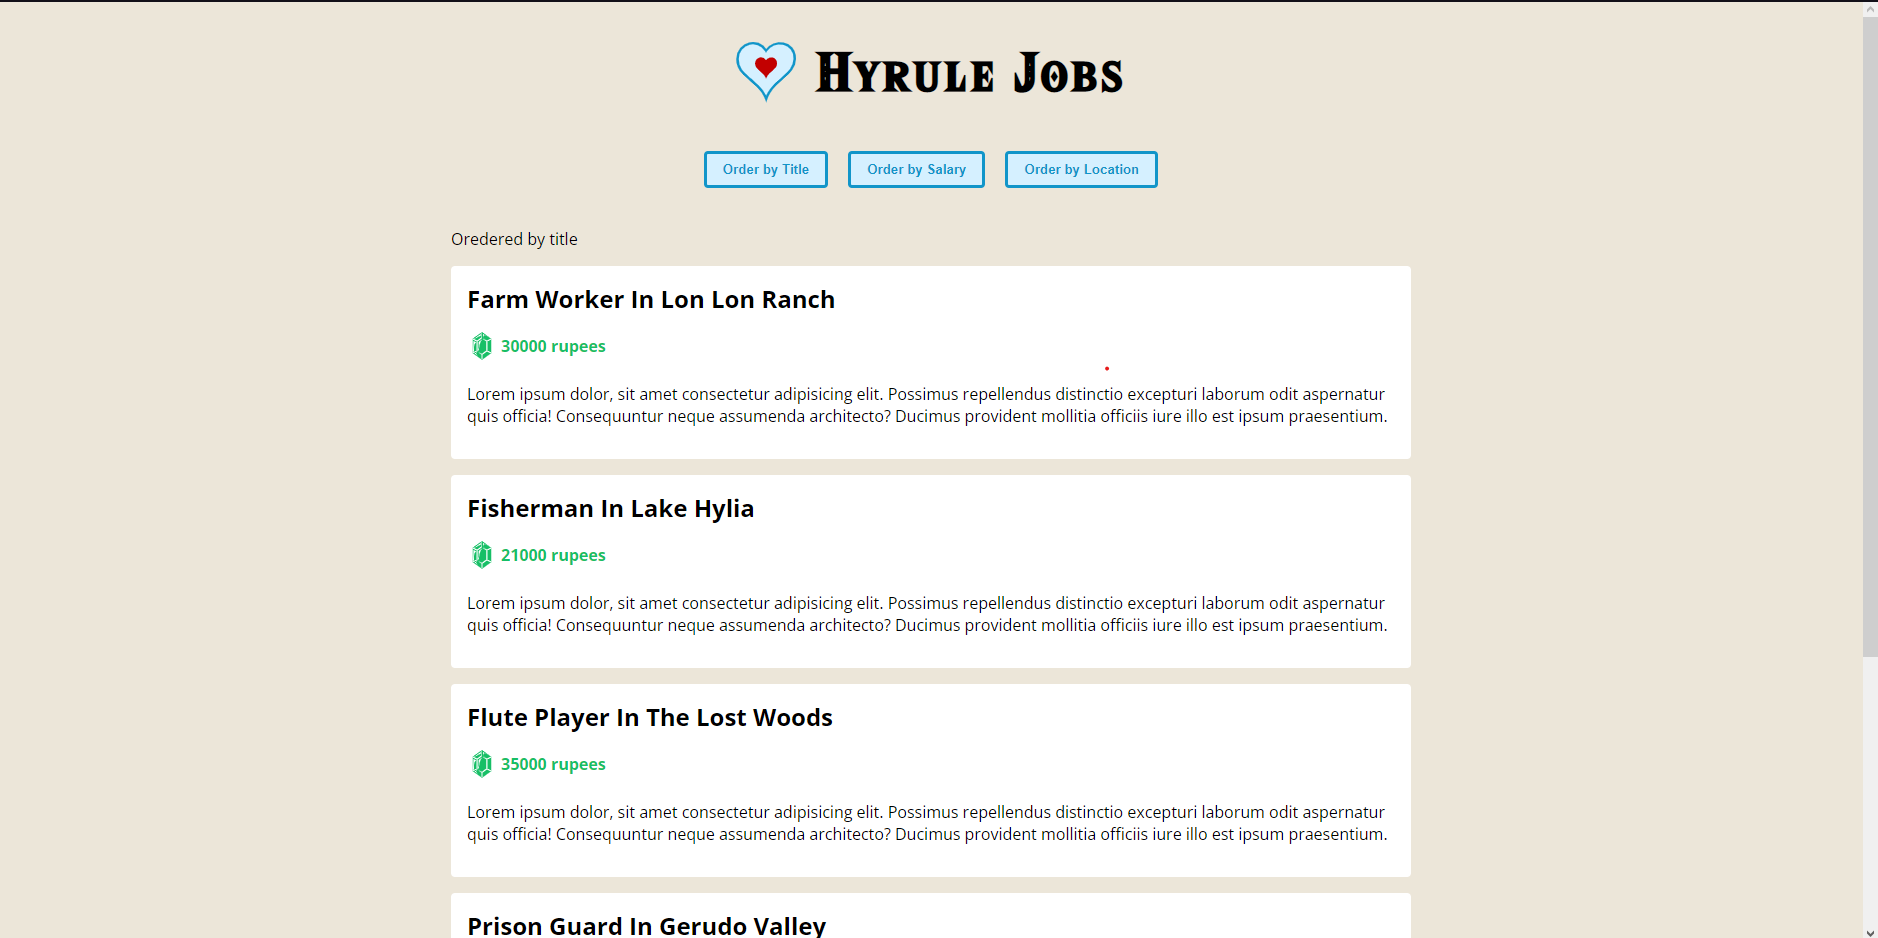 Hyrule Jobs
Order by Title
Order by Salary
Order by Location
Oredered by title
Farm Worker In Lon Lon Ranch
30000 rupees
Lorem ipsum dolor, sit amet consectetur adipisicing elit. Possimus repellendus distinctio excepturi laborum odit aspernatur
quis officia! Consequuntur neque assumenda architecto? Ducimus provident mollitia officiis iure illo est ipsum praesentium.
Fisherman In Lake Hylia
21000 rupees
Lorem ipsum dolor, sit amet consectetur adipisicing elit. Possimus repellendus distinctio excepturi laborum odit aspernatur
quis officia! Consequuntur neque assumenda architecto? Ducimus provident mollitia officiis iure illo est ipsum praesentium.
Flute Player In The Lost Woods
35000 rupees
Lorem ipsum dolor, sit amet consectetur adipisicing elit. Possimus repellendus distinctio excepturi laborum odit aspernatur
quis officia! Consequuntur neque assumenda architecto? Ducimus provident mollitia officiis iure illo est ipsum praesentium.
Prison Guard In Gerudo Valley